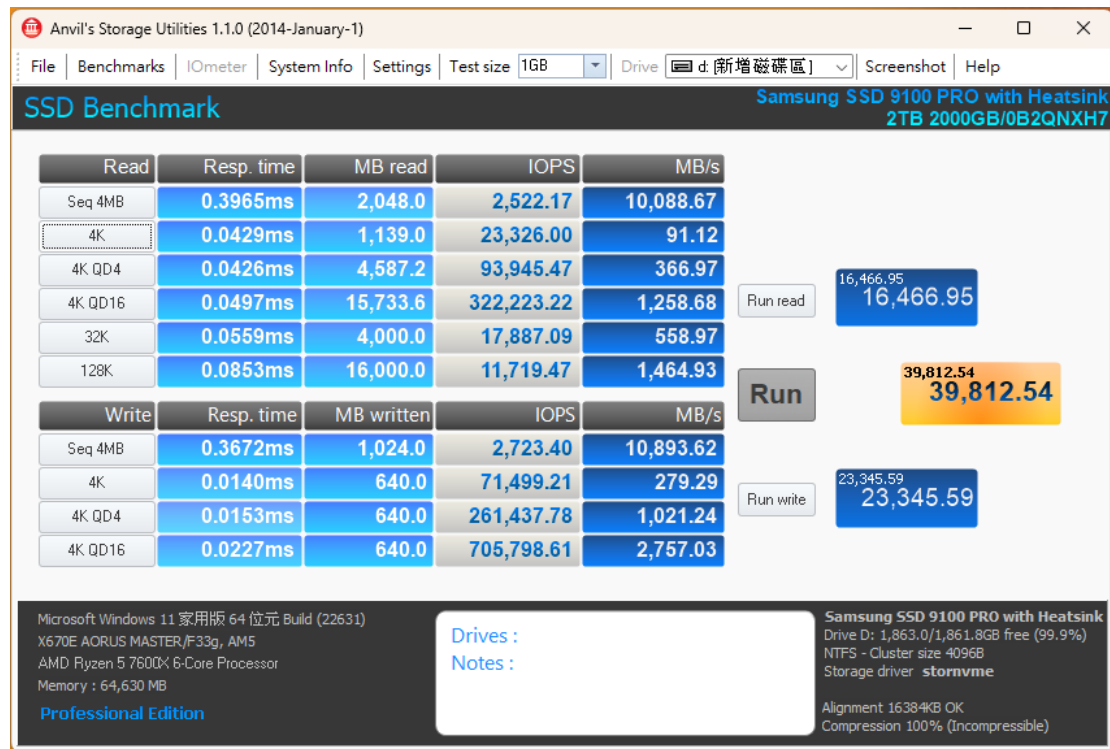 Anvil's Storage Utilities 1.1.0 (2014-January-1)
File Benchmarks IOmeter System Info Settings Test size 1GB Drive d: [新增磁碟區] Screenshot Help
SSD Benchmark
Samsung SSD 9100 PRO with Heatsink
2TB 2000GB/0B2QNXH7
Read Resp. time MB read IOPS MB/s
Seq 4MB 0.3965ms 2,048.0 2,522.17 10,088.67
4K 0.0429ms 1,139.0 23,326.00 91.12
4K QD4 0.0426ms 4,587.2 93,945.47 366.97
4K QD16 0.0497ms 15,733.6 322,223.22 1,258.68
32K 0.0559ms 4,000.0 17,887.09 558.97
128K 0.0853ms 16,000.0 11,719.47 1,464.93
Run read
16,466.95
16,466.95
Run
39,812.54
39,812.54
Write Resp. time MB written IOPS MB/s
Seq 4MB 0.3672ms 1,024.0 2,723.40 10,893.62
4K 0.0140ms 640.0 71,499.21 279.29
4K QD4 0.0153ms 640.0 261,437.78 1,021.24
4K QD16 0.0227ms 640.0 705,798.61 2,757.03
Run write
23,345.59
23,345.59
Microsoft Windows 11 家用版 64 位元 Build (22631)
X670E AORUS MASTER/F33g, AM5
AMD Ryzen 5 7600X 6-Core Processor
Memory : 64,630 MB
Professional Edition
Drives :
Notes :
Samsung SSD 9100 PRO with Heatsink
Drive D: 1,863.0/1,861.8GB free (99.9%)
NTFS - Cluster size 4096B
Storage driver stornvme
Alignment 16384KB OK
Compression 100% (Incompressible)